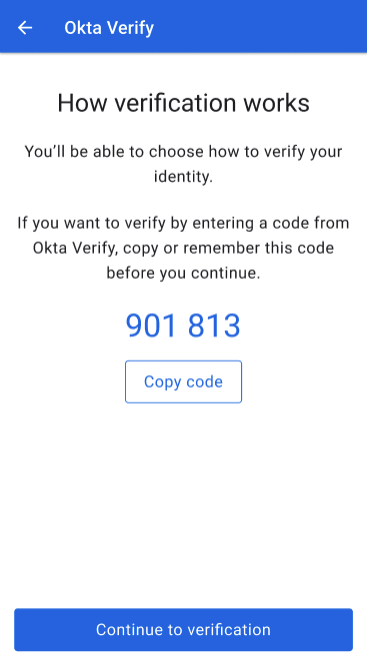 Okta Verify
How verification works
You’ll be able to choose how to verify your
identity.
If you want to verify by entering a code from
Okta Verify, copy or remember this code
before you continue.
901 813
Copy code
Continue to verification